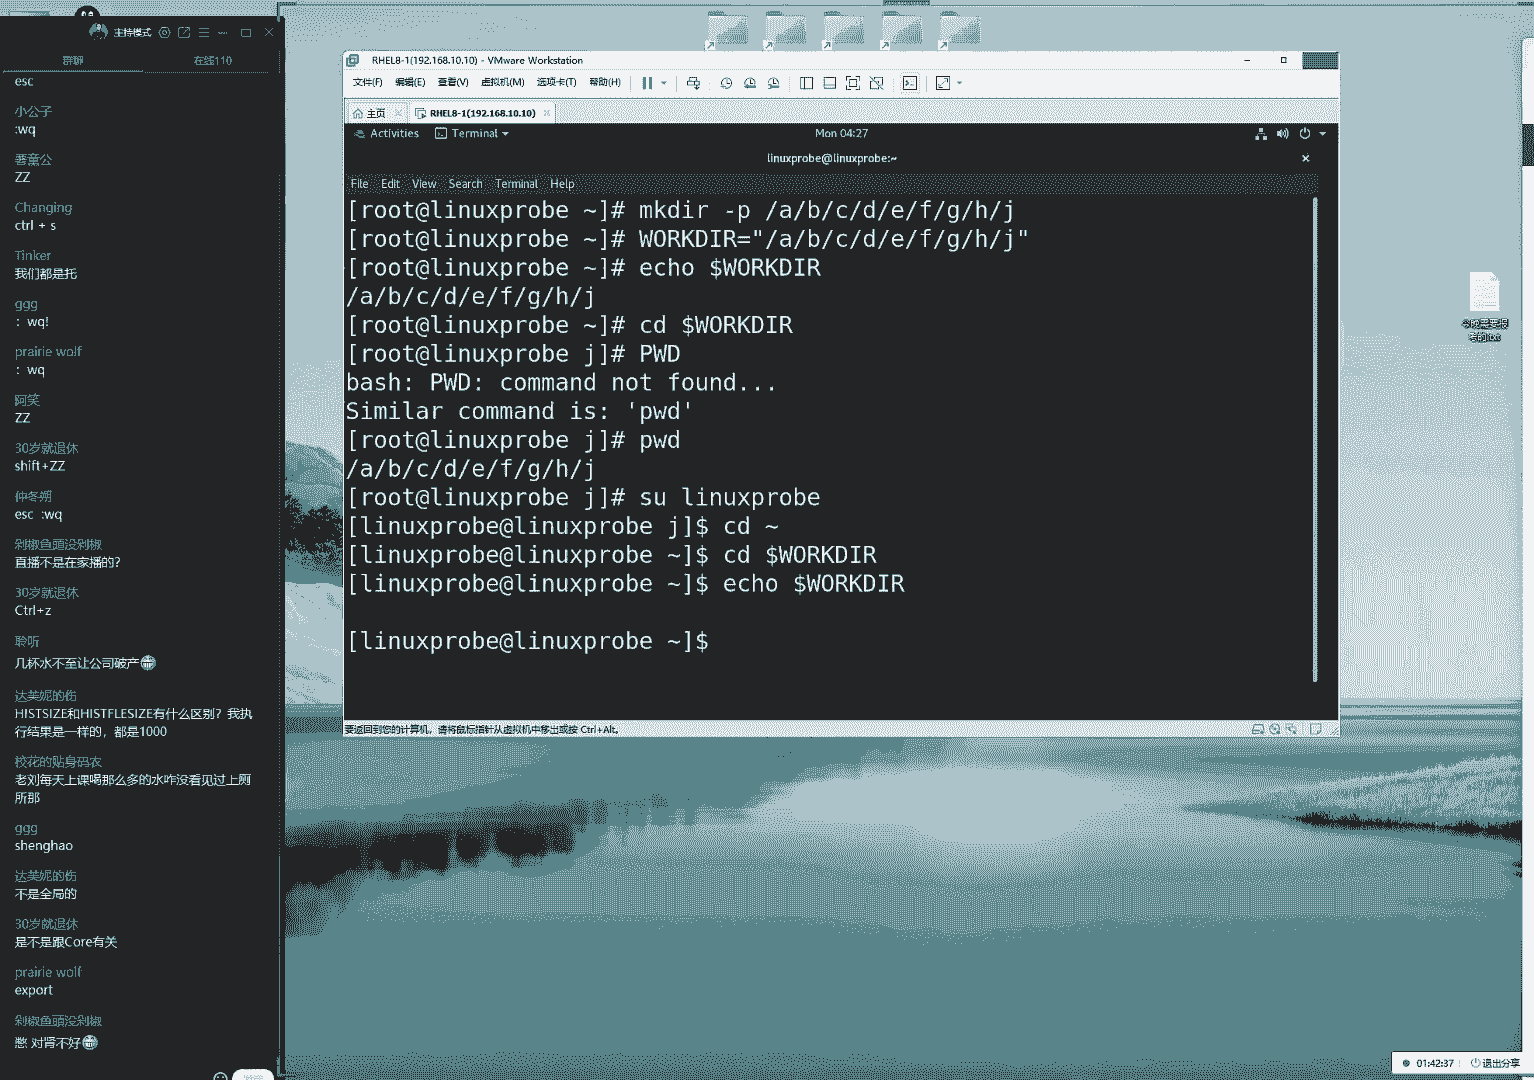 主持模式
群聊
在线110
esc
小公子
:wq
蓍童公
ZZ
Changing
ctrl + s
Tinker
我们都是托
ggg
： wq!
prairie wolf
： wq
阿笑
ZZ
30岁就退休
shift+ZZ
仲冬朔
esc  :wq
剁椒鱼頭没剁椒
直播不是在家播的?
30岁就退休
Ctrl+z
聆听
几杯水不至让公司破产
达芙妮的伤
HISTSIZE和HISTFLESIZE有什么区别？我执
行结果是一样的，都是1000
校花的贴身码衣
老刘每天上课喝那么多的水咋没看见过上厕
所那
ggg
shenghao
达芙妮的伤
不是全局的
30岁就退休
是不是跟Core有关
prairie wolf
export
剁椒鱼頭没剁椒
憋 对肾不好
RHEL8-1(192.168.10.10) - VMware Workstation
文件(F) 编辑(E) 查看(V) 虚拟机(M) 选项卡(T) 帮助(H)
主页 RHEL8-1(192.168.10.10)
Activities Terminal Mon 04:27
linuxprobe@linuxprobe:~
File Edit View Search Terminal Help
[root@linuxprobe ~]# mkdir -p /a/b/c/d/e/f/g/h/j
[root@linuxprobe ~]# WORKDIR="/a/b/c/d/e/f/g/h/j"
[root@linuxprobe ~]# echo $WORKDIR
/a/b/c/d/e/f/g/h/j
[root@linuxprobe ~]# cd $WORKDIR
[root@linuxprobe j]# PWD
bash: PWD: command not found...
Similar command is: 'pwd'
[root@linuxprobe j]# pwd
/a/b/c/d/e/f/g/h/j
[root@linuxprobe j]# su linuxprobe
[linuxprobe@linuxprobe j]$ cd ~
[linuxprobe@linuxprobe ~]$ cd $WORKDIR
[linuxprobe@linuxprobe ~]$ echo $WORKDIR
[linuxprobe@linuxprobe ~]$
要返回到您的计算机，请将鼠标指针从虚拟机中移出或按 Ctrl+Alt。
今晚需要报
考的.txt
01:42:37 退出分享